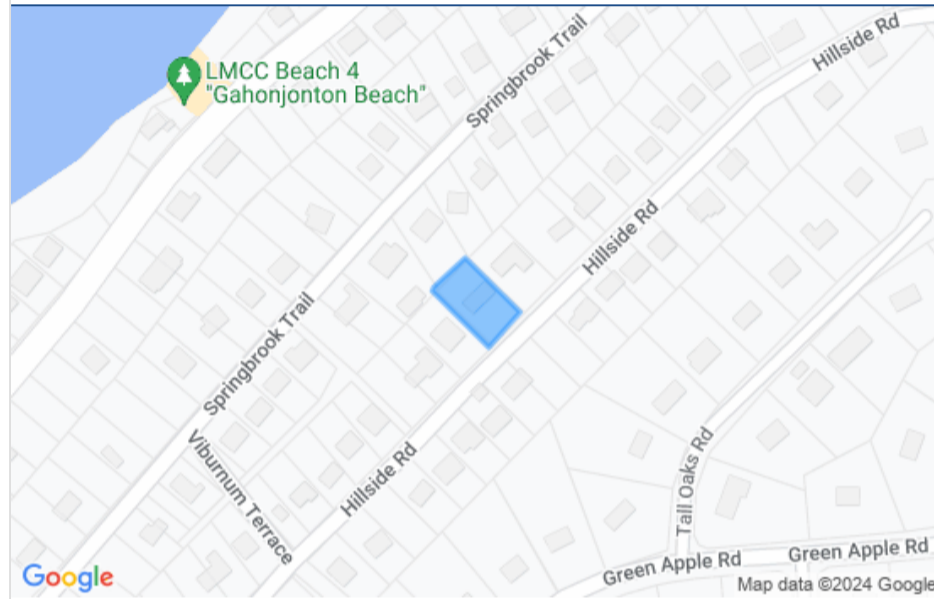 LMCC Beach 4
"Gahonjonton Beach"
Springbrook Trail
Hillside Rd
Hillside Rd
Springbrook Trail
Viburnum Terrace
Hillside Rd
Tall Oaks Rd
Green Apple Rd
Green Apple Rd
Google
Map data ©2024 Google